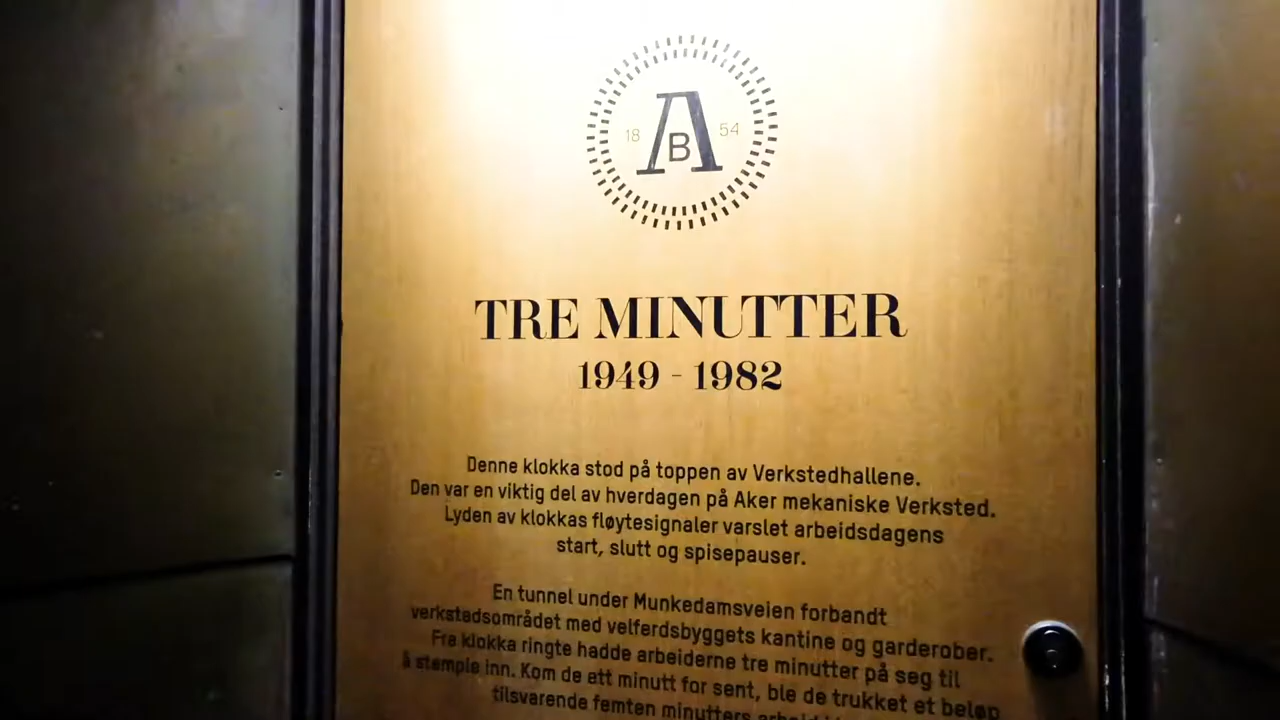 18 AB 54
TRE MINUTTER
1949 - 1982
Denne klokka stod på toppen av Verkstedhallene.
Den var en viktig del av hverdagen på Aker mekaniske Verksted.
Lyden av klokkas fløytesignaler varslet arbeidsdagens
start, slutt og spisepauser.
En tunnel under Munkedamsveien forbandt
verkstedsområdet med velferdsbyggets kantine og garderober.
Fra klokka ringte hadde arbeiderne tre minutter på seg til
å stemple inn. Kom de ett minutt for sent, ble de trukket et beløp
tilsvarende femten minutters